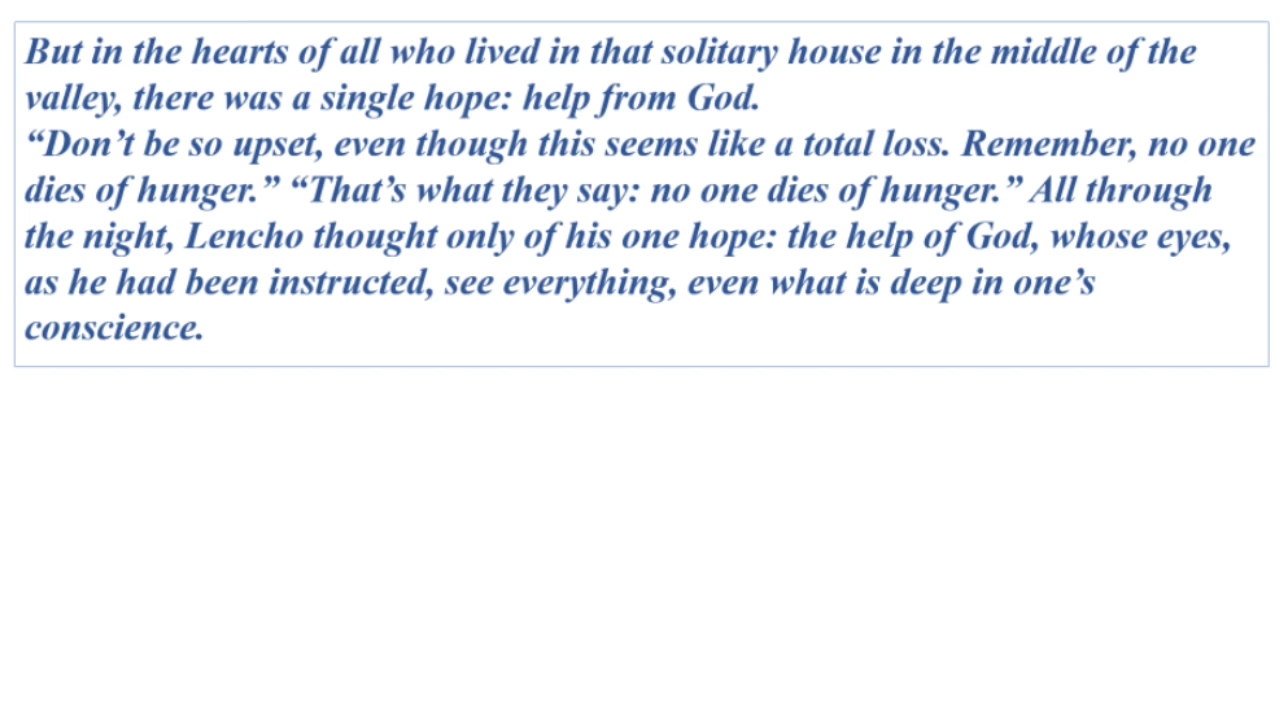 But in the hearts of all who lived in that solitary house in the middle of the
valley, there was a single hope: help from God.
“Don’t be so upset, even though this seems like a total loss. Remember, no one
dies of hunger.” “That’s what they say: no one dies of hunger.” All through
the night, Lencho thought only of his one hope: the help of God, whose eyes,
as he had been instructed, see everything, even what is deep in one’s
conscience.